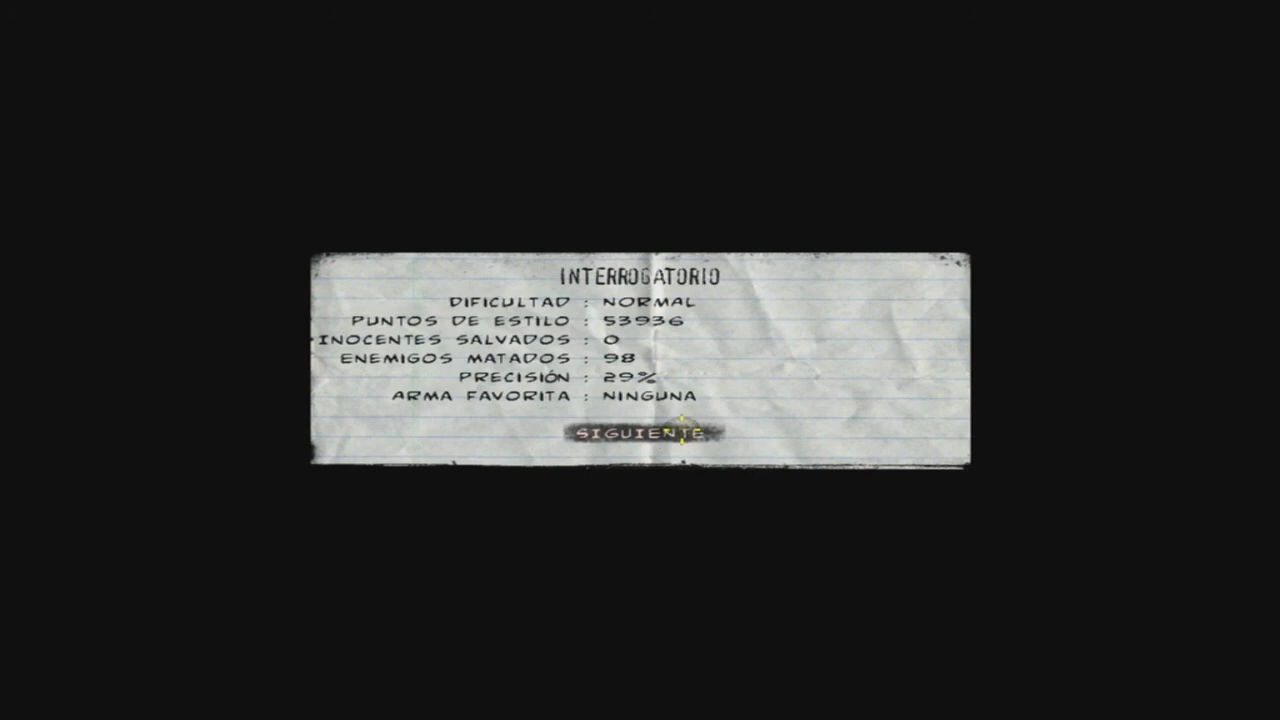 INTERROGATORIO
DIFICULTAD : NORMAL
PUNTOS DE ESTILO : 53936
INOCENTES SALVADOS : 0
ENEMIGOS MATADOS : 98
PRECISIÓN : 29%
ARMA FAVORITA : NINGUNA
SIGUIENTE